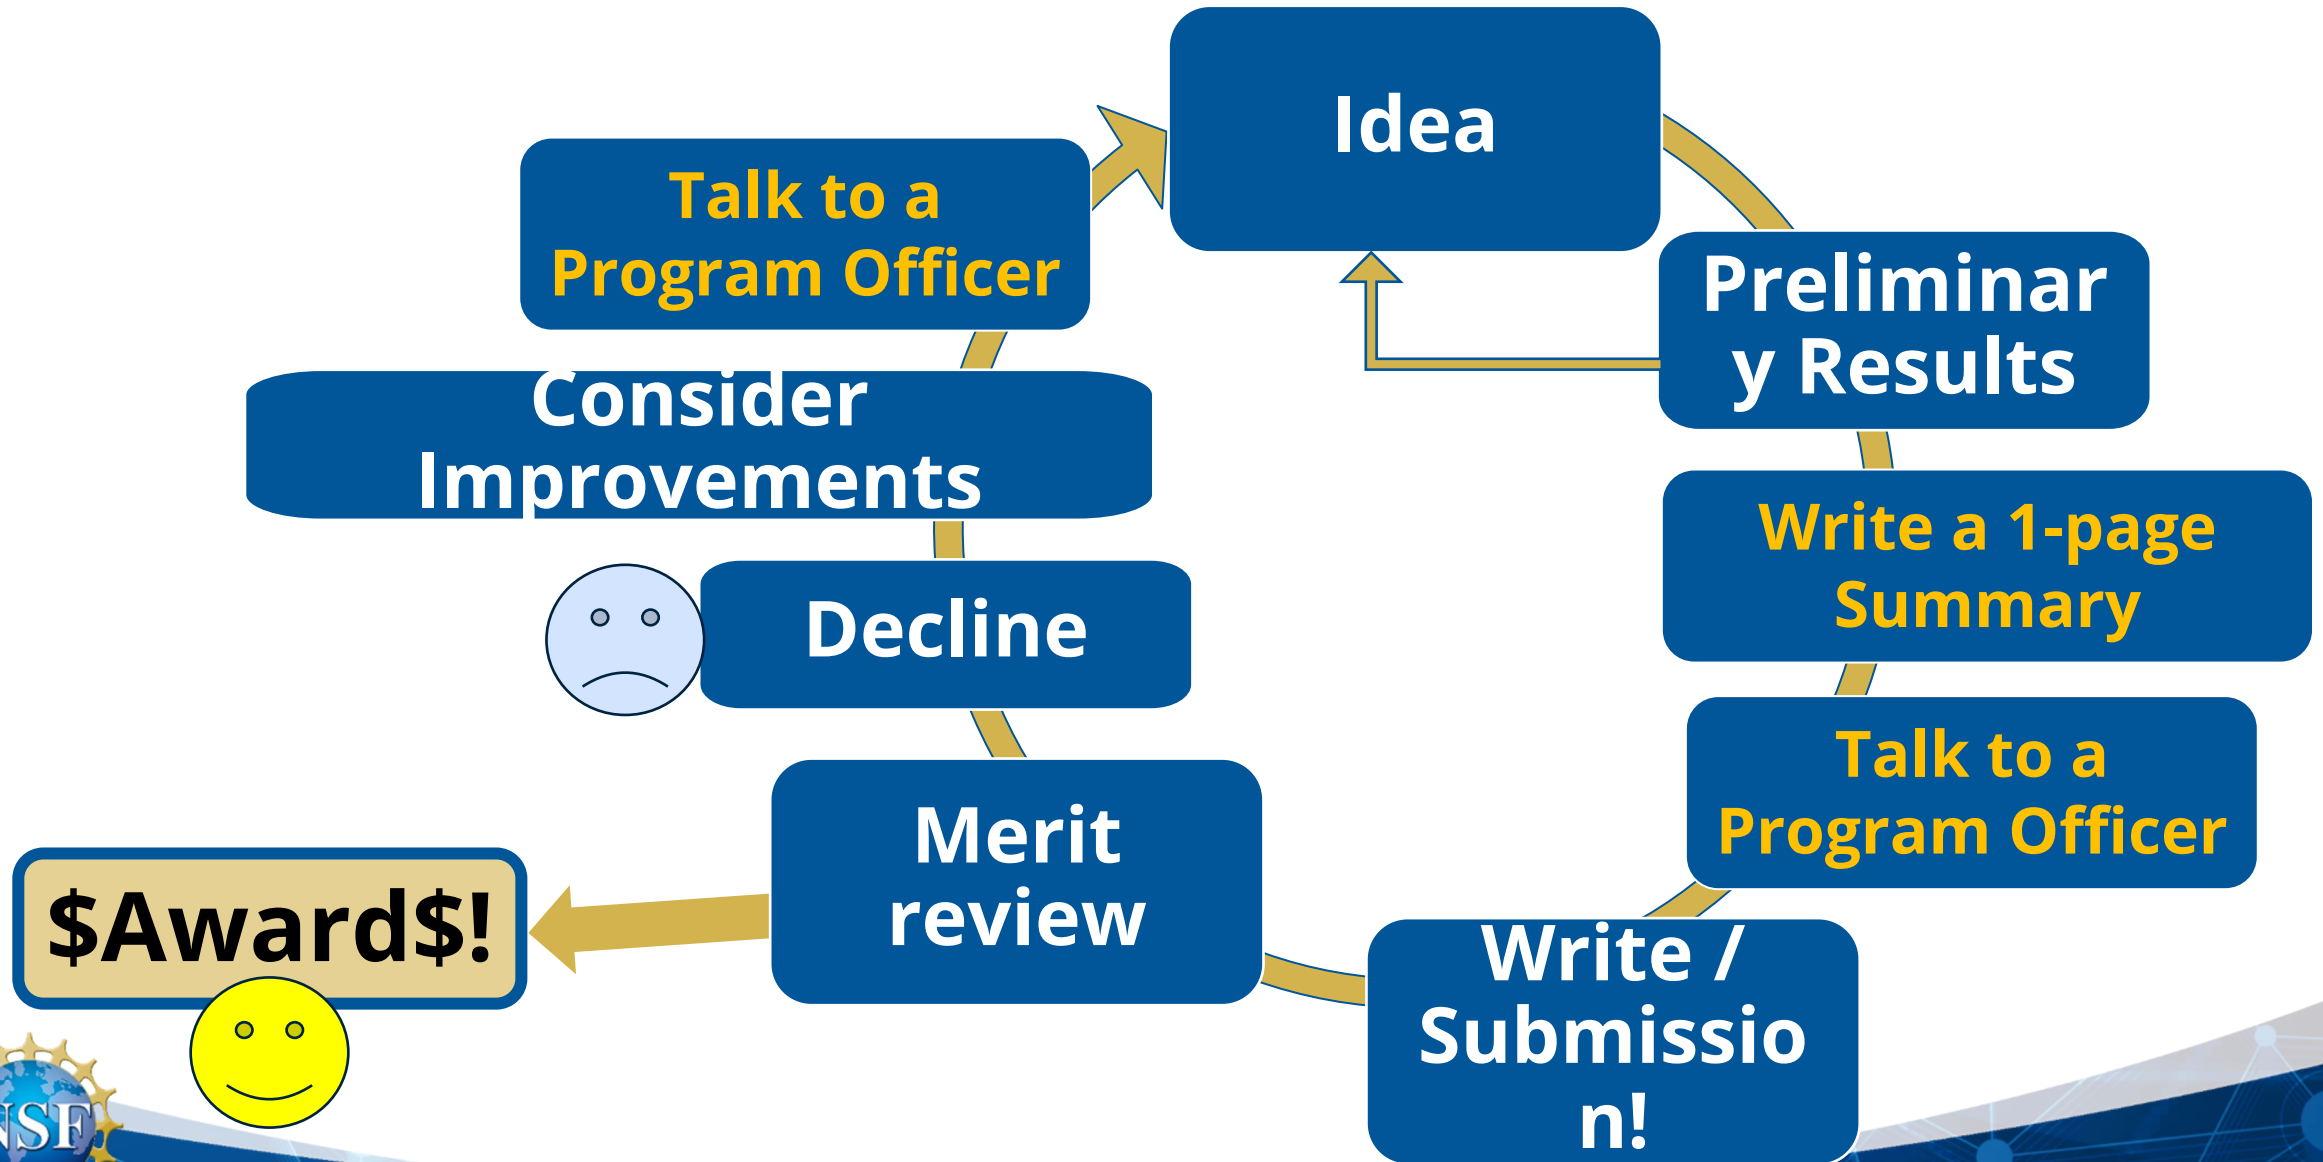 Idea
Preliminar
y Results
Write a 1-page
Summary
Talk to a
Program Officer
Write /
Submissio
n!
Merit
review
$Award$!
Decline
Consider
Improvements
Talk to a
Program Officer
NSF